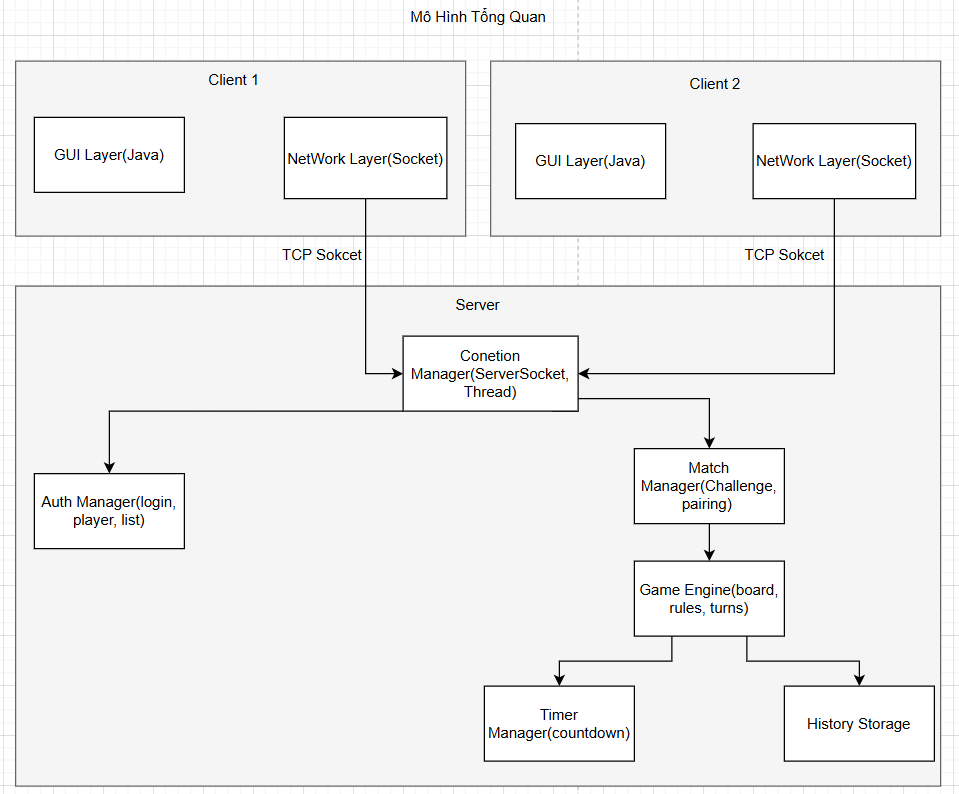 Mô Hình Tổng Quan
Client 1
GUI Layer(Java)
NetWork Layer(Socket)
Client 2
GUI Layer(Java)
NetWork Layer(Socket)
TCP Sokcet
TCP Sokcet
Server
Conetion
Manager(ServerSocket,
Thread)
Auth Manager(login,
player, list)
Match
Manager(Challenge,
pairing)
Game Engine(board,
rules, turns)
Timer
Manager(countdown)
History Storage